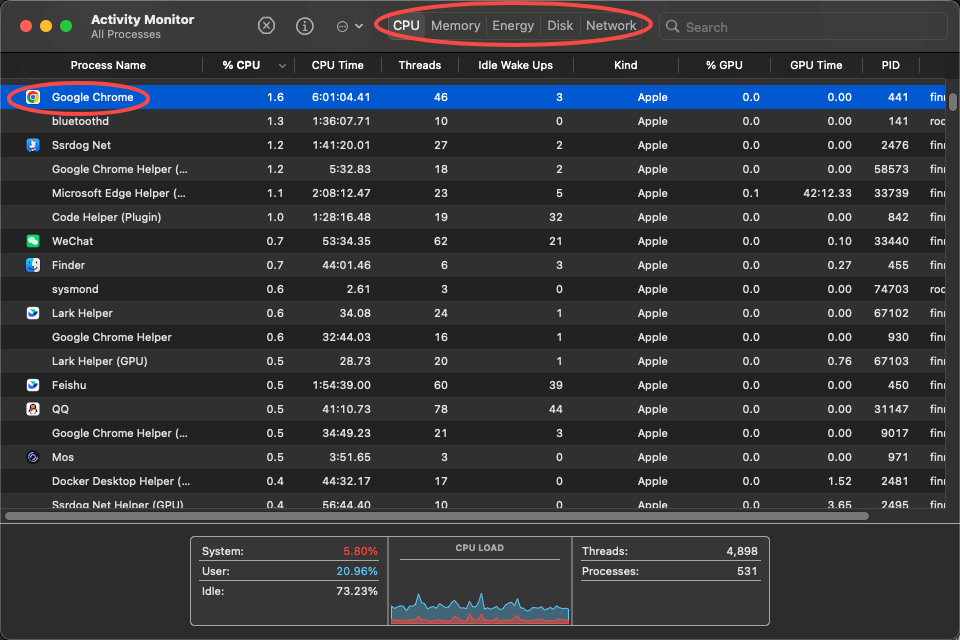 Activity Monitor
All Processes
CPU Memory Energy Disk Network Search
Process Name % CPU CPU Time Threads Idle Wake Ups Kind % GPU GPU Time PID
Google Chrome 1.6 6:01:04.41 46 3 Apple 0.0 0.00 441 finr
bluetoothd 1.3 1:36:07.71 10 0 Apple 0.0 0.00 141 roo
Ssrdog Net 1.2 1:41:20.01 27 2 Apple 0.0 0.00 2476 finr
Google Chrome Helper (... 1.2 5:32.83 18 2 Apple 0.0 0.00 58573 finr
Microsoft Edge Helper (... 1.1 2:08:12.47 23 5 Apple 0.1 42:12.33 33739 finr
Code Helper (Plugin) 1.0 1:28:16.48 19 32 Apple 0.0 0.00 842 finr
WeChat 0.7 53:34.35 62 21 Apple 0.0 0.10 33440 finr
Finder 0.7 44:01.46 6 3 Apple 0.0 0.27 455 finr
sysmond 0.6 2.61 3 0 Apple 0.0 0.00 74703 roo
Lark Helper 0.6 34.08 24 1 Apple 0.0 0.00 67102 finr
Google Chrome Helper 0.6 32:44.03 16 1 Apple 0.0 0.00 930 finr
Lark Helper (GPU) 0.5 28.73 20 1 Apple 0.0 0.76 67103 finr
Feishu 0.5 1:54:39.00 60 39 Apple 0.0 0.00 450 finr
QQ 0.5 41:10.73 78 44 Apple 0.0 0.00 31147 finr
Google Chrome Helper (... 0.5 34:49.23 21 3 Apple 0.0 0.00 9017 finr
Mos 0.5 3:51.65 3 0 Apple 0.0 0.00 971 finr
Docker Desktop Helper (... 0.4 44:32.17 17 0 Apple 0.0 1.52 2481 finr
Ssrdog Net Helper (GPU) 0.4 56:44.40 10 0 Apple 0.0 3.65 2495 finr
System: 5.80% CPU LOAD Threads: 4,898
User: 20.96% Processes: 531
Idle: 73.23%